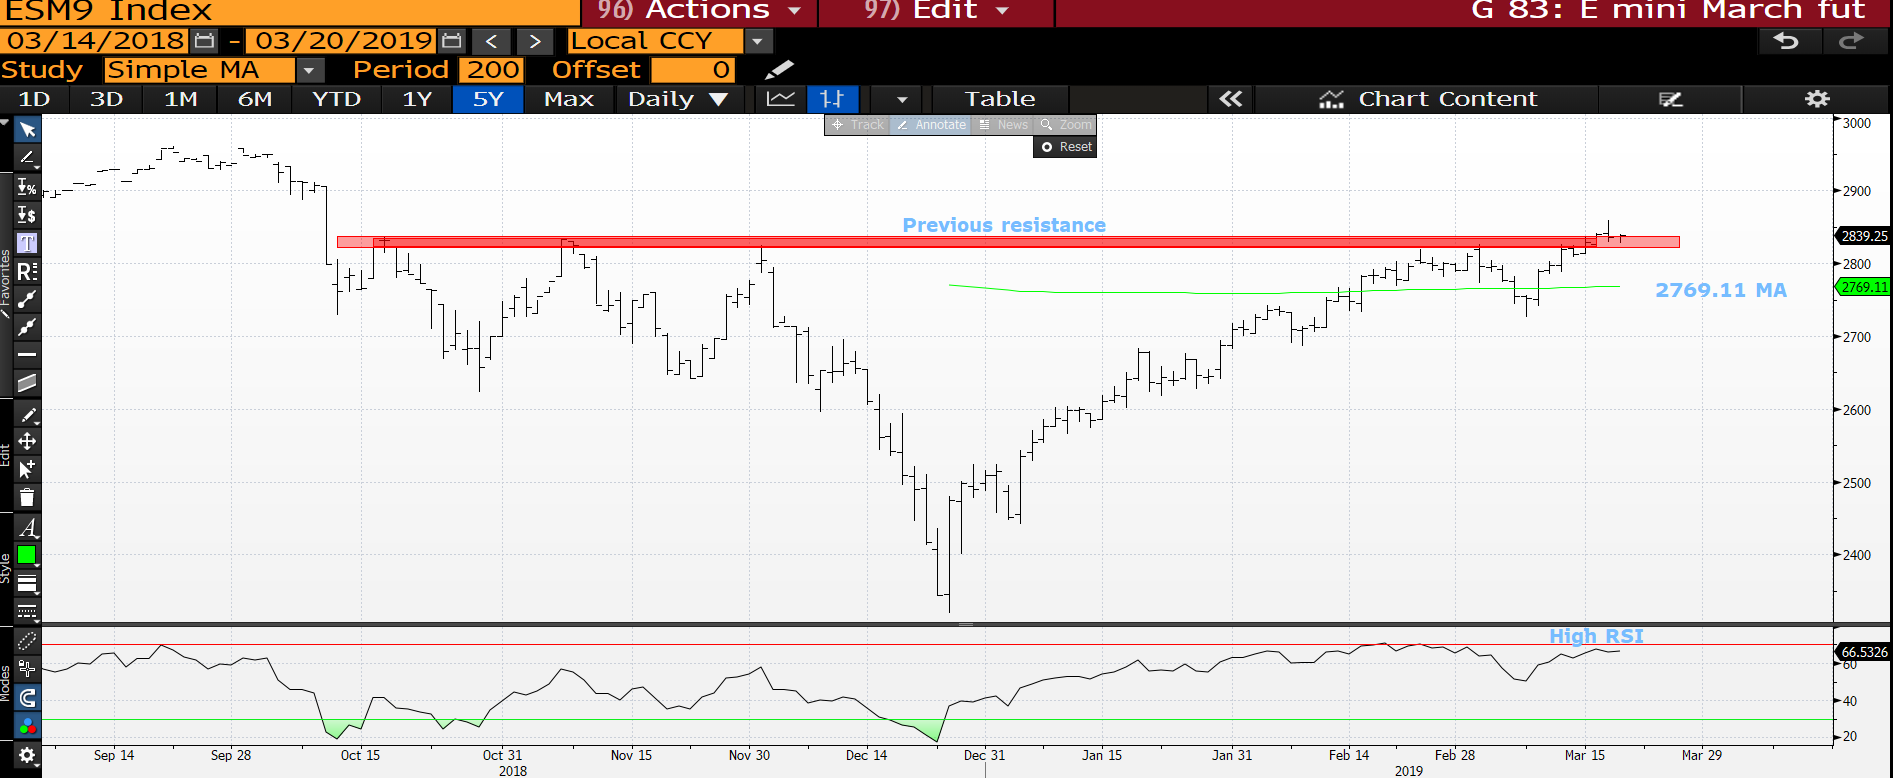 ESM9 Index 96) Actions 97) Edit G 83: E mini March fut
03/14/2018 - 03/20/2019 < > Local CCY
Study Simple MA Period 200 Offset 0
1D 3D 1M 6M YTD 1Y 5Y Max Daily Table Chart Content
Track Annotate News Zoom
Reset
3000
2900
Previous resistance
2839.25
2800
2769.11 MA
2769.11
2700
2600
2500
2400
High RSI
66.5326
60
40
20
Sep 14 Sep 28 Oct 15 Oct 31 Nov 15 Nov 30 Dec 14 Dec 31 Jan 15 Jan 31 Feb 14 Feb 28 Mar 15 Mar 29
2018 2019
%
$
T
R
A
Favorites
Edit
Style
Modes